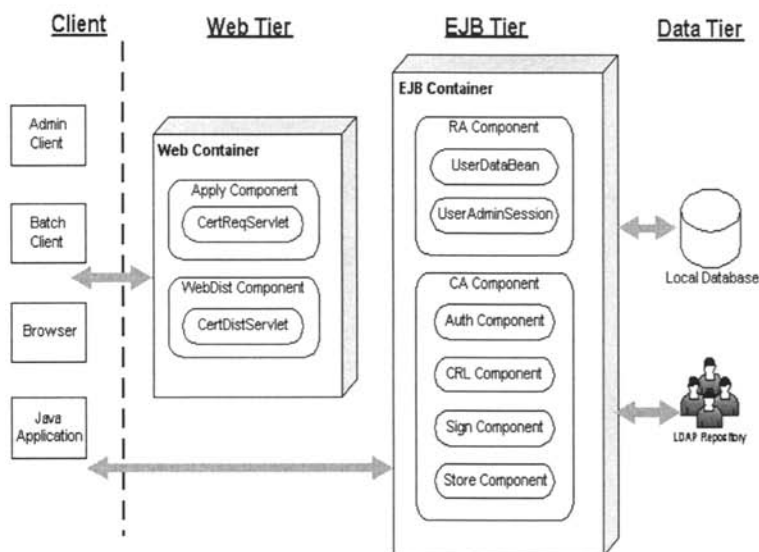 Client
Web Tier
EJB Tier
Data Tier
Admin
Client
Batch
Client
Browser
Java
Application
Web Container
Apply Component
CertReqServlet
WebDist Component
CertDistServlet
EJB Container
RA Component
UserDataBean
UserAdminSession
CA Component
Auth Component
CRL Component
Sign Component
Store Component
Local Database
LDAP Repository